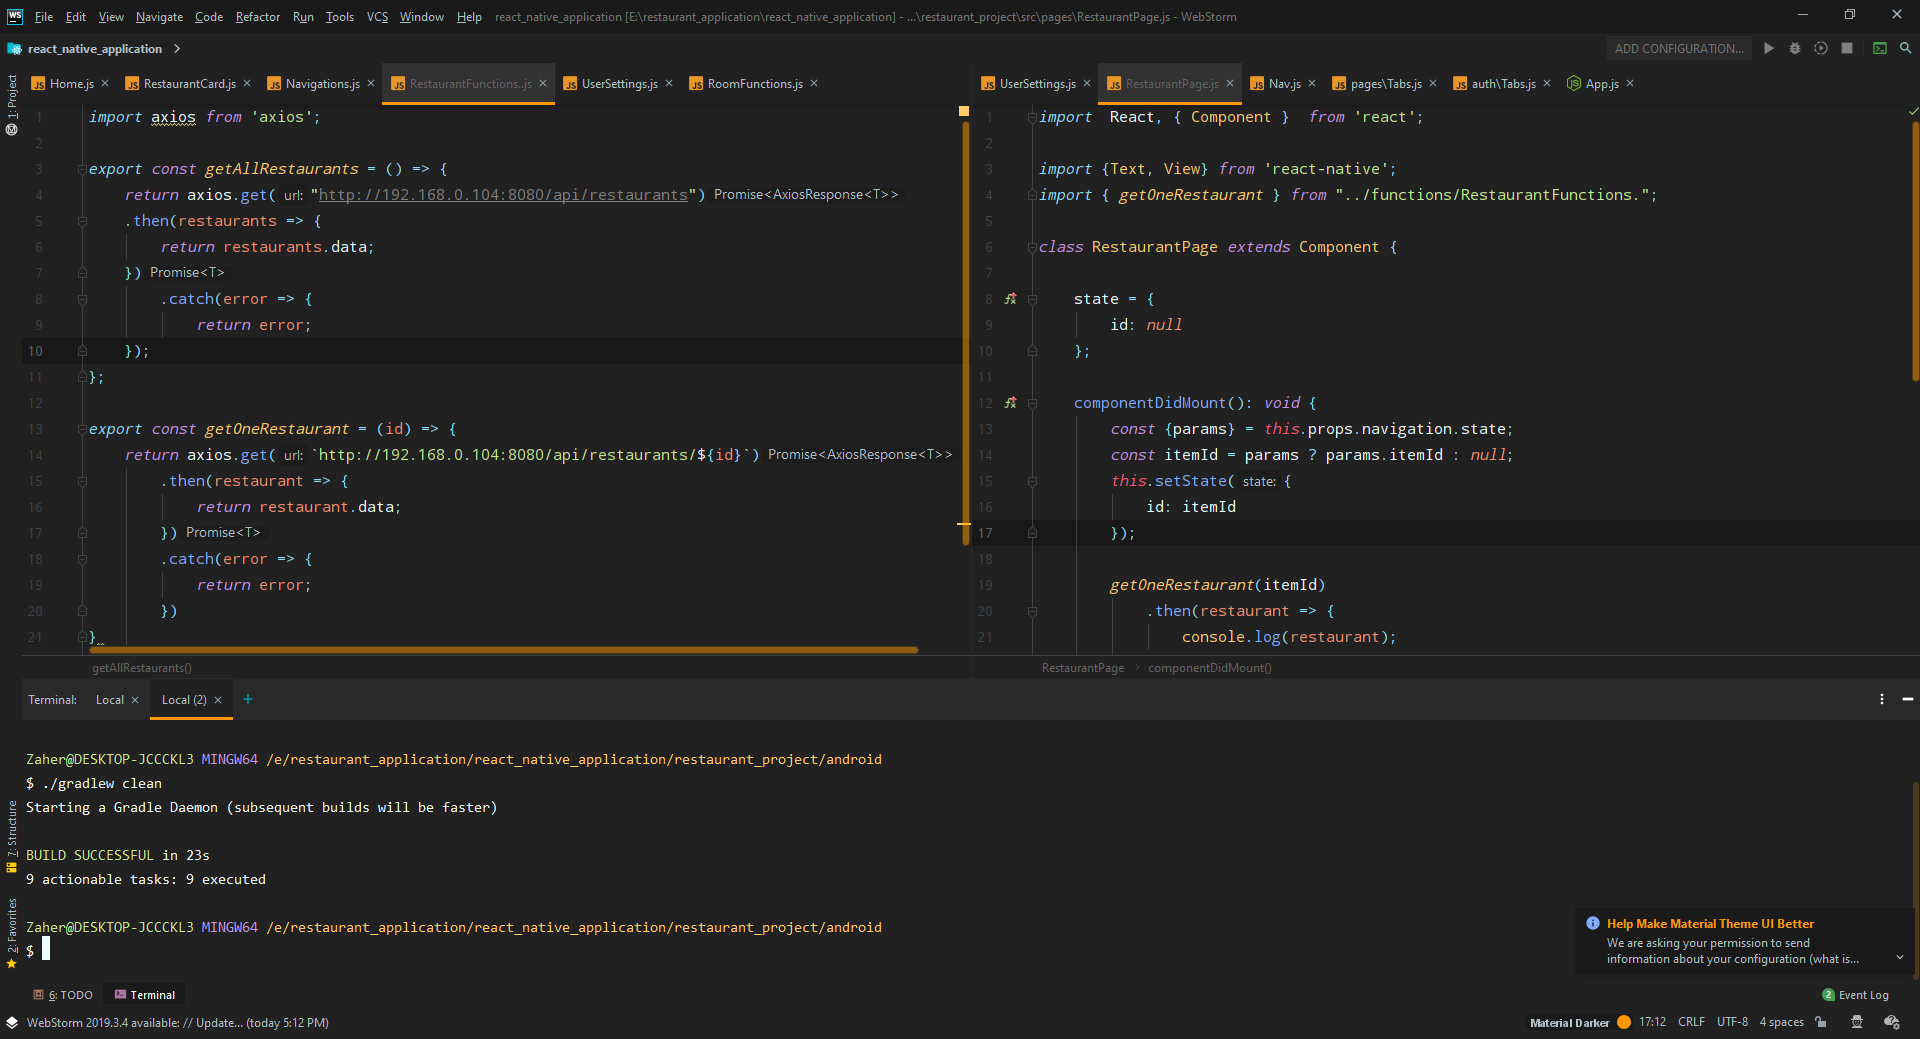 WS File Edit View Navigate Code Refactor Run Tools VCS Window Help react_native_application [E:\restaurant_application\react_native_application] - ...\restaurant_project\src\pages\RestaurantPage.js - WebStorm
react_native_application
ADD CONFIGURATION...
1: Project
Home.js RestaurantCard.js Navigations.js RestaurantFunctions..js UserSettings.js RoomFunctions.js
1 import axios from 'axios';
2
3 export const getAllRestaurants = () => {
4 return axios.get( url: "http://192.168.0.104:8080/api/restaurants") Promise<AxiosResponse<T>>
5 .then(restaurants => {
6 return restaurants.data;
7 }) Promise<T>
8 .catch(error => {
9 return error;
10 });
11 };
12
13 export const getOneRestaurant = (id) => {
14 return axios.get( url: `http://192.168.0.104:8080/api/restaurants/${id}`) Promise<AxiosResponse<T>>
15 .then(restaurant => {
16 return restaurant.data;
17 }) Promise<T>
18 .catch(error => {
19 return error;
20 })
21 }
getAllRestaurants()
UserSettings.js RestaurantPage.js Nav.js pages\Tabs.js auth\Tabs.js App.js
1 import React, { Component } from 'react';
2
3 import {Text, View} from 'react-native';
4 import { getOneRestaurant } from "../functions/RestaurantFunctions.";
5
6 class RestaurantPage extends Component {
7
8 state = {
9 id: null
10 };
11
12 componentDidMount(): void {
13 const {params} = this.props.navigation.state;
14 const itemId = params ? params.itemId : null;
15 this.setState( state: {
16 id: itemId
17 });
18
19 getOneRestaurant(itemId)
20 .then(restaurant => {
21 console.log(restaurant);
RestaurantPage componentDidMount()
Terminal: Local Local (2) +
Zaher@DESKTOP-JCCCKL3 MINGW64 /e/restaurant_application/react_native_application/restaurant_project/android
$ ./gradlew clean
Starting a Gradle Daemon (subsequent builds will be faster)
BUILD SUCCESSFUL in 23s
9 actionable tasks: 9 executed
Zaher@DESKTOP-JCCCKL3 MINGW64 /e/restaurant_application/react_native_application/restaurant_project/android
$
7: Structure
2: Favorites
Help Make Material Theme UI Better
We are asking your permission to send
information about your configuration (what is...
6: TODO Terminal
2 Event Log
WebStorm 2019.3.4 available: // Update... (today 5:12 PM)
Material Darker 17:12 CRLF UTF-8 4 spaces